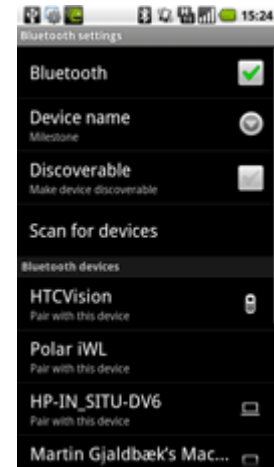 15:24
Bluetooth settings
Bluetooth
Device name
Milestone
Discoverable
Make device discoverable
Scan for devices
Bluetooth devices
HTCVision
Pair with this device
Polar iWL
Pair with this device
HP-IN_SITU-DV6
Pair with this device
Martin Gjaldbæk's Mac...